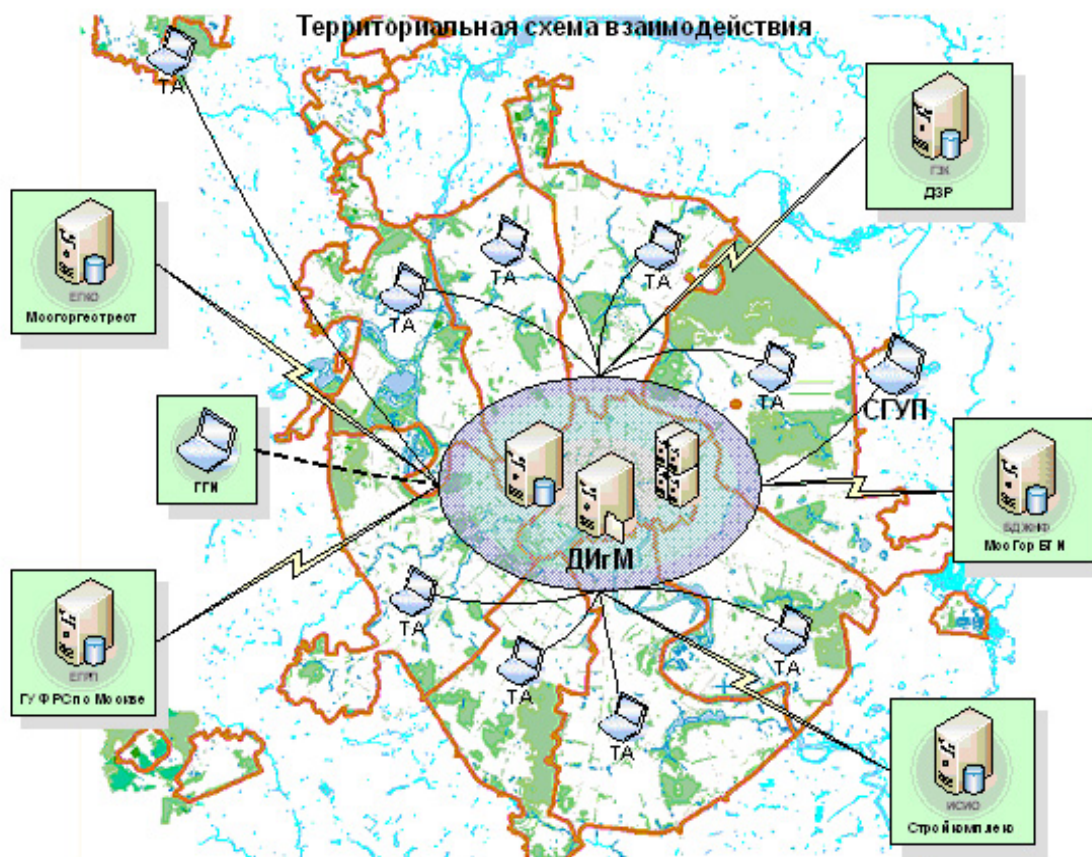 Территориальная схема взаимодействия
ТА
ГЗК
ДЗР
ЕГКО
Мосгоргеотрест
ТА
ТА
ТА
ТА
СГУП
ГГИ
БДЖНФ
МосГорБТИ
ДИгМ
ЕГРП
ГУ ФРС по Москве
ТА
ТА
ТА
ТА
ИСИО
Стройкомплекс